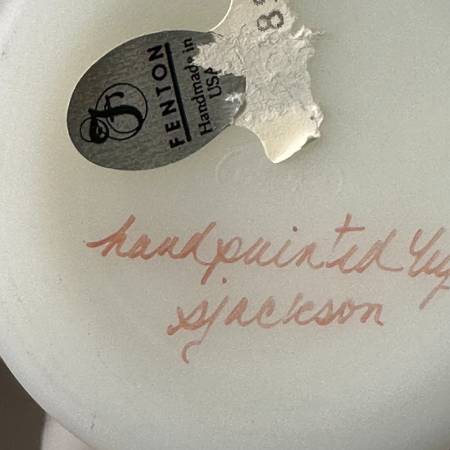 FENTON
Handmade in
USA
handpainted by
sjackson